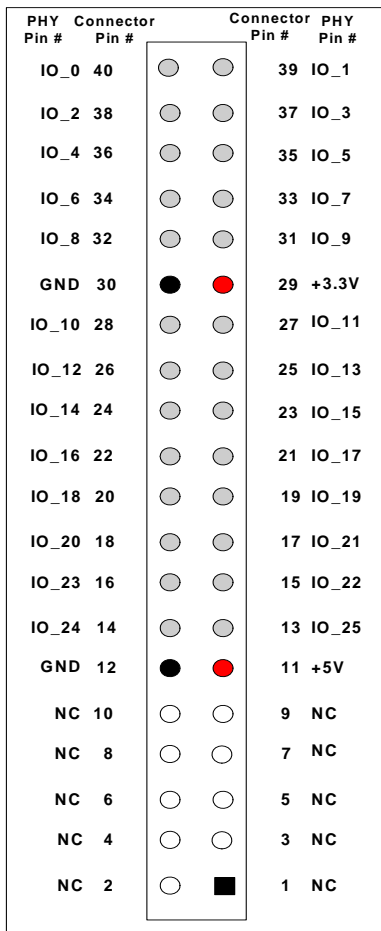 PHY Connector Connector PHY
Pin # Pin # Pin # Pin #
IO_0 40 39 IO_1
IO_2 38 37 IO_3
IO_4 36 35 IO_5
IO_6 34 33 IO_7
IO_8 32 31 IO_9
GND 30 29 +3.3V
IO_10 28 27 IO_11
IO_12 26 25 IO_13
IO_14 24 23 IO_15
IO_16 22 21 IO_17
IO_18 20 19 IO_19
IO_20 18 17 IO_21
IO_23 16 15 IO_22
IO_24 14 13 IO_25
GND 12 11 +5V
NC 10 9 NC
NC 8 7 NC
NC 6 5 NC
NC 4 3 NC
NC 2 1 NC